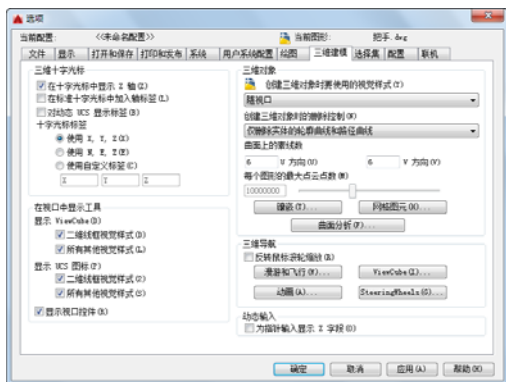 选项
当前配置: <<未命名配置>> 当前图形: 把手.dwg
文件 显示 打开和保存 打印和发布 系统 用户系统配置 绘图 三维建模 选择集 配置 联机
三维十字光标
在十字光标中显示 Z 轴(Z)
在标准十字光标中加入轴标签(L)
对动态 UCS 显示标签(B)
十字光标标签
使用 X, Y, Z(X)
使用 N, E, Z(E)
使用自定义标签(C)
X Y Z
在视口中显示工具
显示 ViewCube(D)
二维线框视觉样式(D)
所有其他视觉样式(L)
显示 UCS 图标(P)
二维线框视觉样式(2)
所有其他视觉样式(S)
显示视口控件(K)
三维对象
创建三维对象时要使用的视觉样式(Y)
随视口
创建三维对象时的删除控制(N)
仅删除实体的轮廓曲线和路径曲线
曲面上的素线数
6 U 方向(U) 6 V 方向(V)
每个图形的最大点云点数(M)
10000000
镶嵌(T)... 网格图元(H)...
曲面分析(F)...
三维导航
反转鼠标滚轮缩放(R)
漫游和飞行(W)... ViewCube(I)...
动画(A)... SteeringWheels(G)...
动态输入
为指针输入显示 Z 字段(O)
确定 取消 应用(A) 帮助(H)